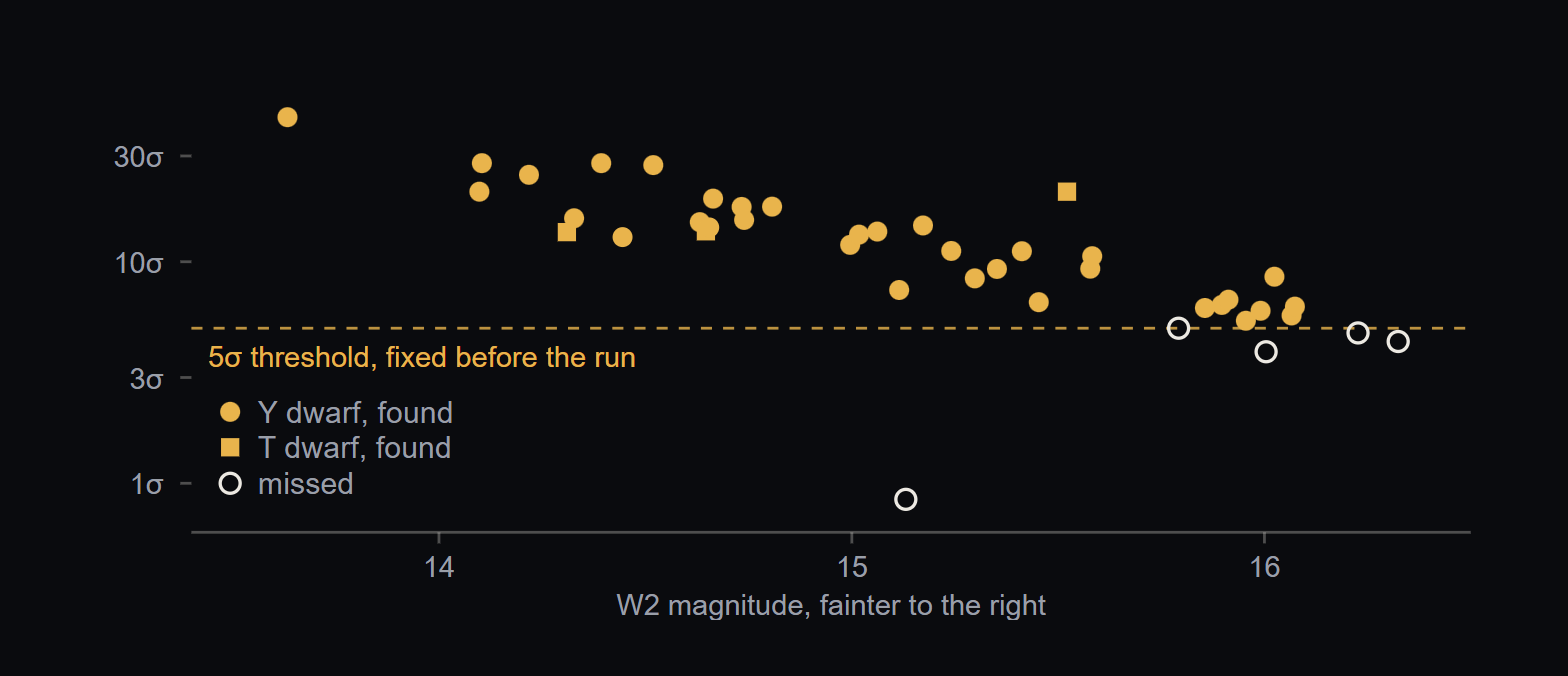 30σ
10σ
5σ threshold, fixed before the run
3σ
Y dwarf, found
T dwarf, found
1σ
missed
14
15
16
W2 magnitude, fainter to the right